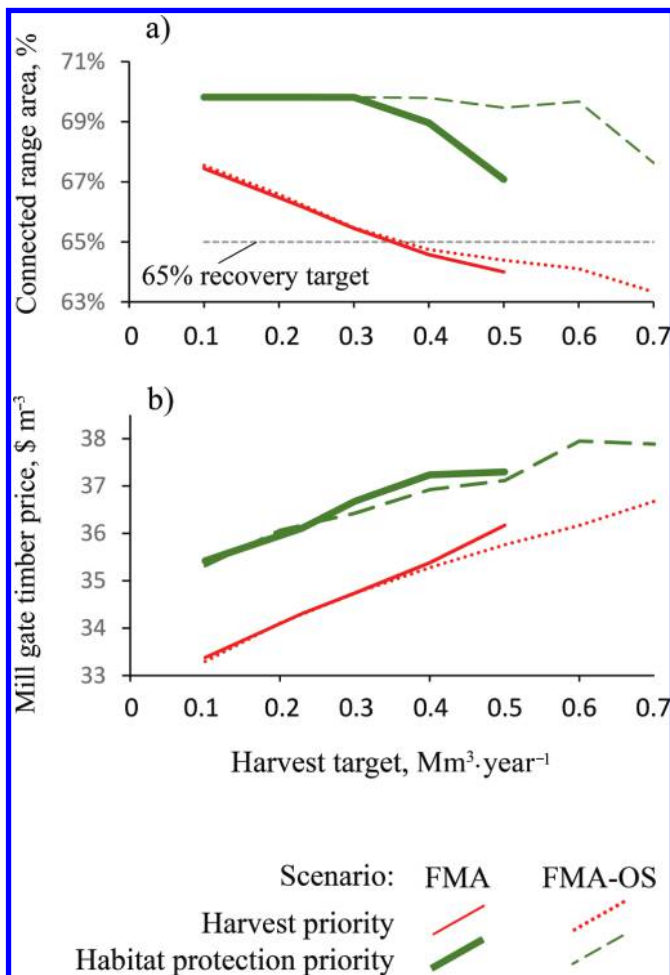 a)
Connected range area, %
71%
69%
67%
65%
63%
65% recovery target
0 0.1 0.2 0.3 0.4 0.5 0.6 0.7
b)
Mill gate timber price, $ m⁻³
38
37
36
35
34
33
0 0.1 0.2 0.3 0.4 0.5 0.6 0.7
Harvest target, Mm³·year⁻¹
Scenario: FMA FMA-OS
Harvest priority
Habitat protection priority